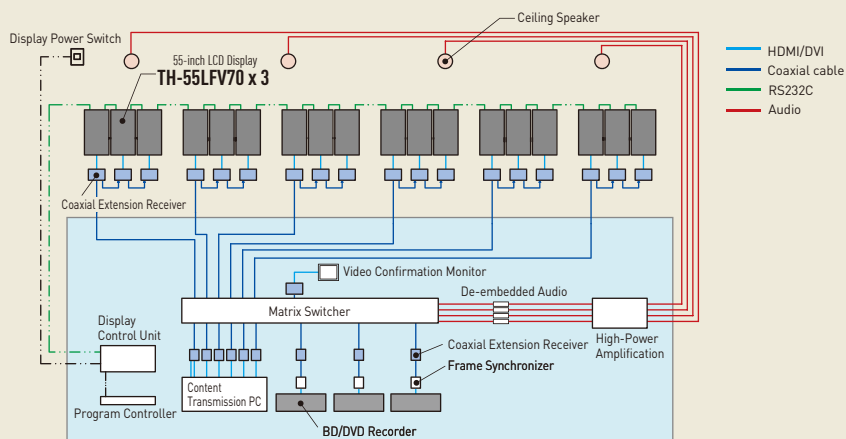 Ceiling Speaker
Display Power Switch
55-inch LCD Display
TH-55LFV70 x 3
HDMI/DVI
Coaxial cable
RS232C
Audio
Coaxial Extension Receiver
Video Confirmation Monitor
De-embedded Audio
Matrix Switcher
Display
Control Unit
High-Power
Amplification
Coaxial Extension Receiver
Frame Synchronizer
Content
Transmission PC
Program Controller
BD/DVD Recorder